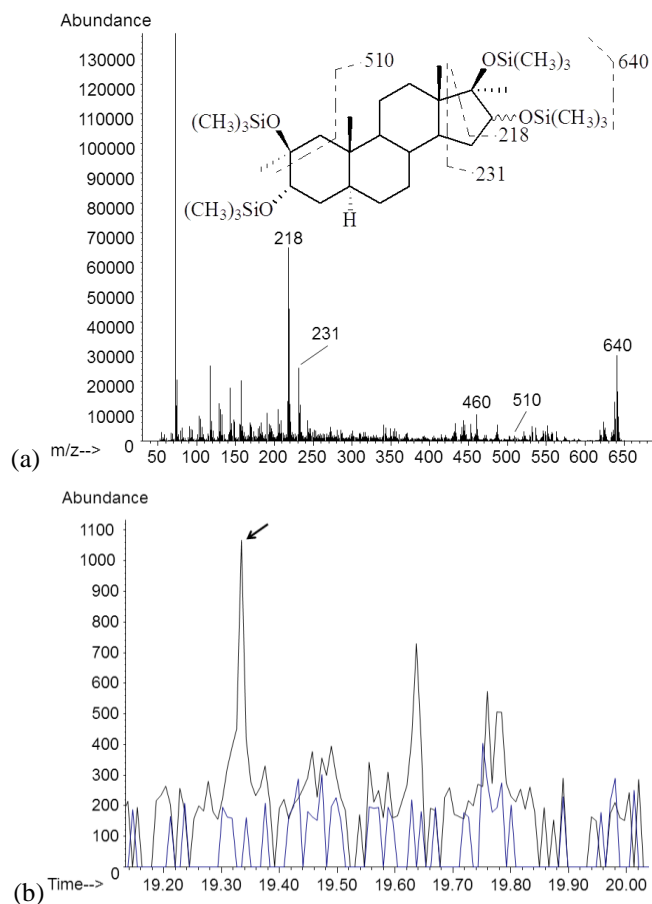 Abundance
130000
120000
110000
100000
90000
80000
70000
60000
50000
40000
30000
20000
10000
0
510
OSi(CH₃)₃
640
(CH₃)₃SiO
OSi(CH₃)₃
218
231
(CH₃)₃SiO
H
218
231
640
460
510
(a)
m/z-->
50 100 150 200 250 300 350 400 450 500 550 600 650
Abundance
1100
1000
900
800
700
600
500
400
300
200
100
0
(b)
Time-->
19.20 19.30 19.40 19.50 19.60 19.70 19.80 19.90 20.00